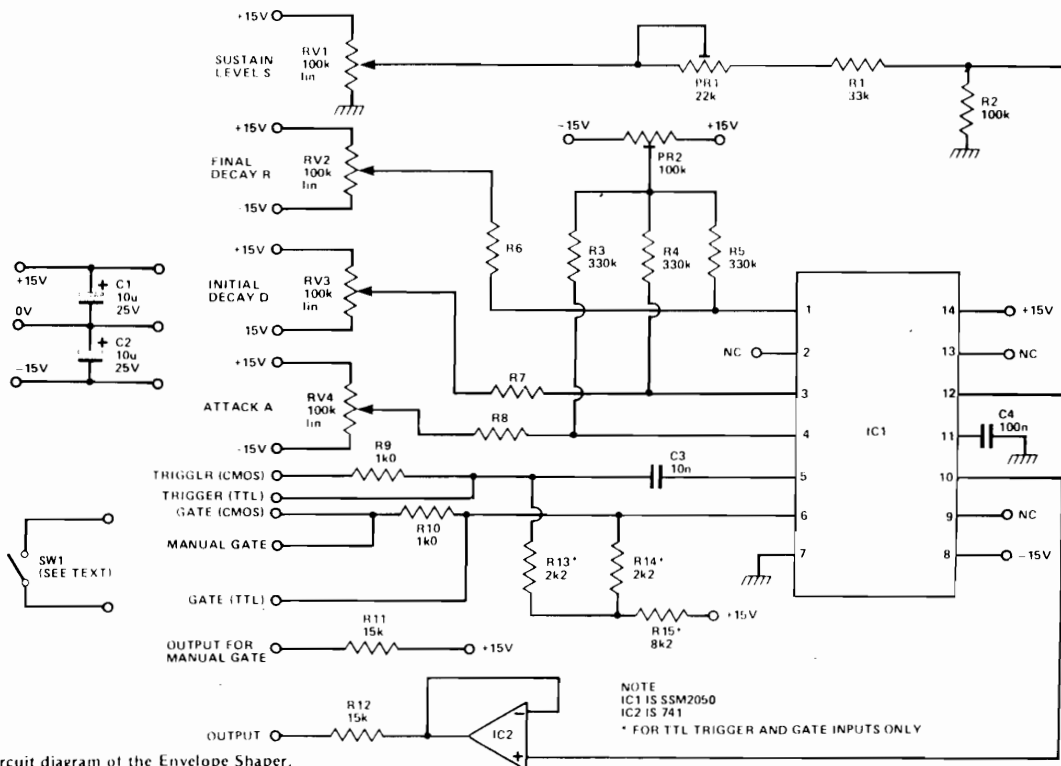 +15V
SUSTAIN
LEVEL S
RV1
100k
lin
PR1
22k
R1
33k
R2
100k
+15V
FINAL
DECAY R
-15V
RV2
100k
lin
-15V
+15V
PR2
100k
R6
R3
330k
R4
330k
R5
330k
+15V
0V
-15V
C1
10u
25V
C2
10u
25V
+
+
+15V
INITIAL
DECAY D
15V
RV3
100k
lin
+15V
ATTACK A
-15V
RV4
100k
lin
R7
R8
NC
1
2
3
4
5
6
7
IC1
14
13
12
11
10
9
8
+15V
NC
C4
100n
NC
-15V
TRIGGER (CMOS)
R9
1k0
C3
10n
TRIGGER (TTL)
GATE (CMOS)
R10
1k0
MANUAL GATE
GATE (TTL)
R13*
2k2
R14*
2k2
R15*
8k2
+15V
SW1
(SEE TEXT)
OUTPUT FOR
MANUAL GATE
R11
15k
+15V
OUTPUT
R12
15k
IC2
-
+
NOTE
IC1 IS SSM2050
IC2 IS 741
* FOR TTL TRIGGER AND GATE INPUTS ONLY
rcuit diagram of the Envelope Shaper.